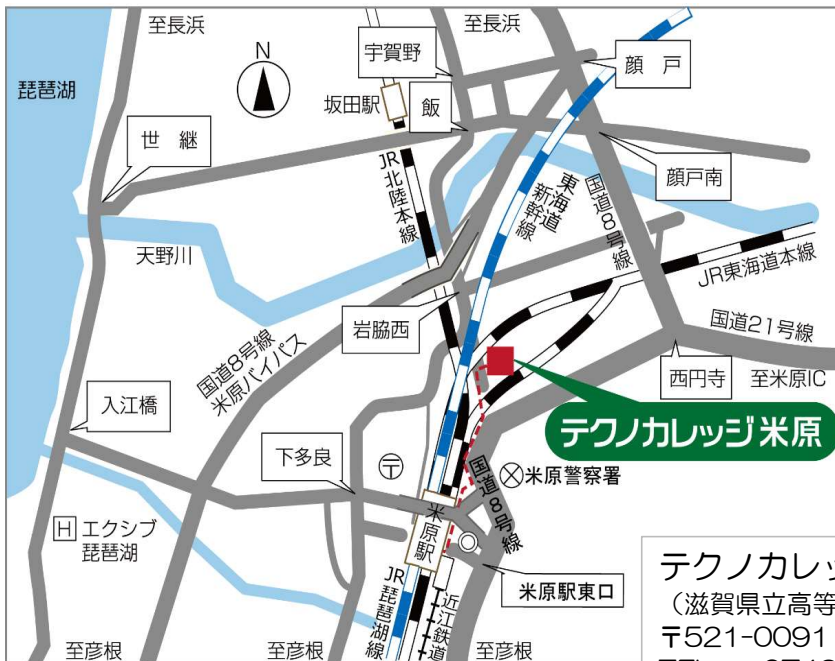 至長浜
至長浜
宇賀野
顔 戸
N
琵琶湖
坂田駅
飯
世 継
顔戸南
JR北陸本線
東海道新幹線
国道8号線
天野川
JR東海道本線
岩脇西
国道21号線
国道8号線
米原バイパス
西円寺
至米原IC
入江橋
テクノカレッジ米原
下多良
〒
国道8号線
米原警察署
米原駅
H エクシブ
琵琶湖
米原駅東口
JR琵琶湖線
近江鉄道
至彦根
至彦根
至彦根
テクノカレッ
（滋賀県立高等
〒521-0091